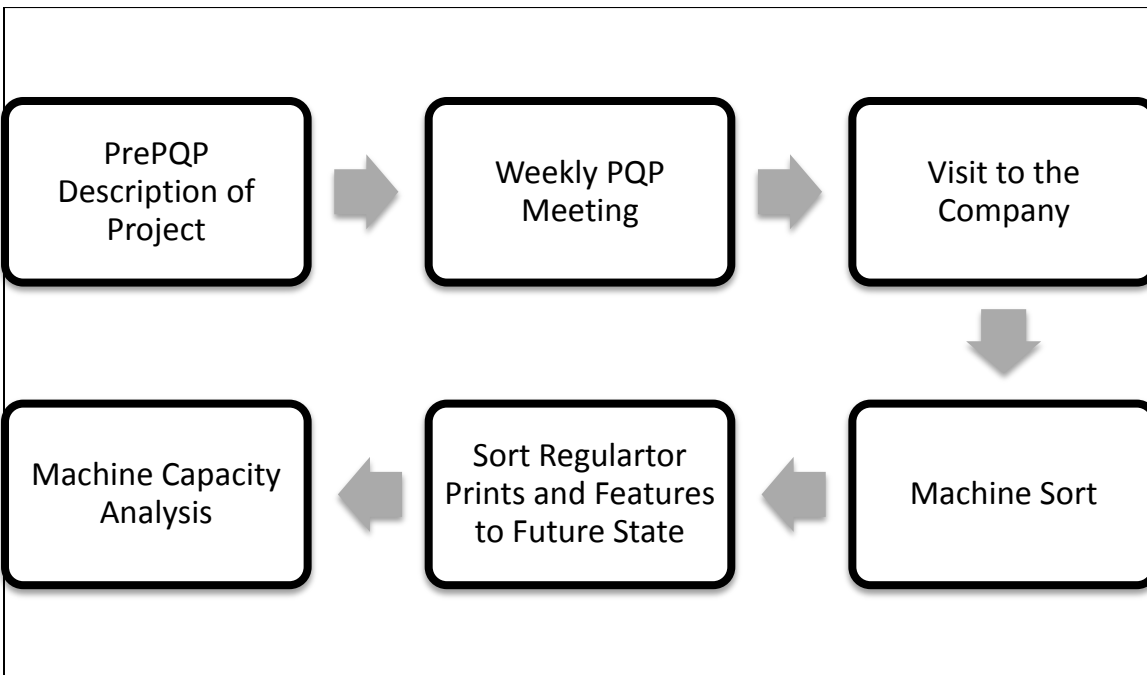 PrePQP
Description of
Project
Weekly PQP
Meeting
Visit to the
Company
Machine Sort
Sort Regulartor
Prints and Features
to Future State
Machine Capacity
Analysis